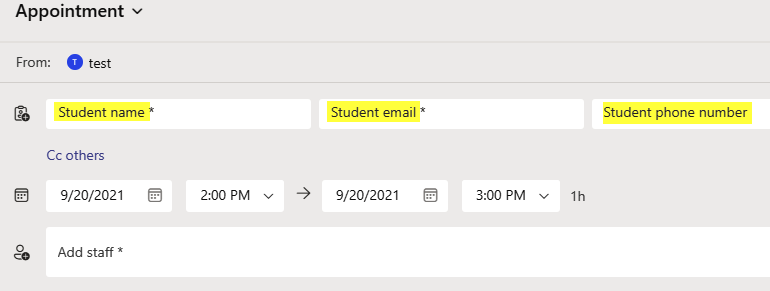 Appointment
From: T test
Student name * Student email * Student phone number
Cc others
9/20/2021 2:00 PM → 9/20/2021 3:00 PM 1h
Add staff *